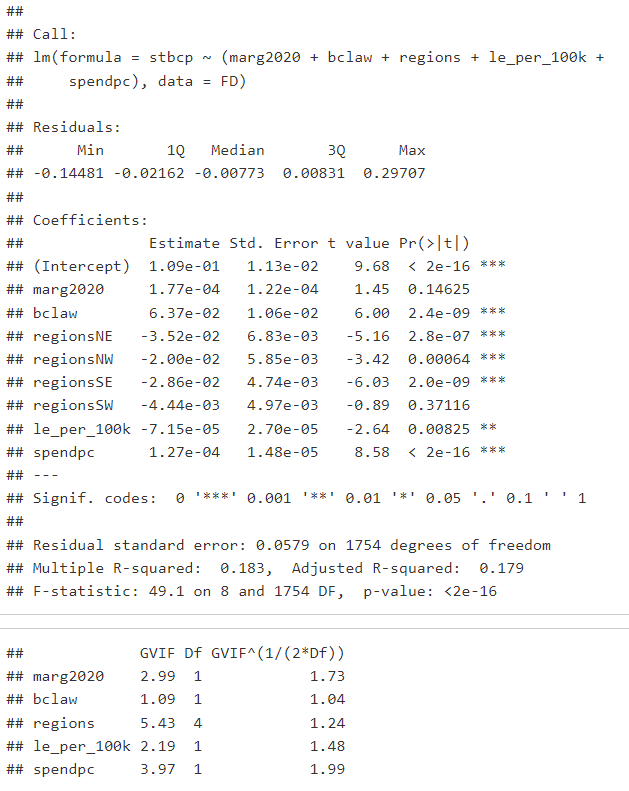 ##
## Call:
## lm(formula = stbcp ~ (marg2020 + bclaw + regions + le_per_100k +
##     spendpc), data = FD)
##
## Residuals:
##      Min       1Q   Median       3Q      Max
## -0.14481 -0.02162 -0.00773  0.00831  0.29707
##
## Coefficients:
##             Estimate Std. Error t value Pr(>|t|)
## (Intercept)  1.09e-01   1.13e-02    9.68  < 2e-16 ***
## marg2020     1.77e-04   1.22e-04    1.45  0.14625
## bclaw        6.37e-02   1.06e-02    6.00  2.4e-09 ***
## regionsNE   -3.52e-02   6.83e-03   -5.16  2.8e-07 ***
## regionsNW   -2.00e-02   5.85e-03   -3.42  0.00064 ***
## regionsSE   -2.86e-02   4.74e-03   -6.03  2.0e-09 ***
## regionsSW   -4.44e-03   4.97e-03   -0.89  0.37116
## le_per_100k -7.15e-05   2.70e-05   -2.64  0.00825 **
## spendpc      1.27e-04   1.48e-05    8.58  < 2e-16 ***
## ---
## Signif. codes:  0 '***' 0.001 '**' 0.01 '*' 0.05 '.' 0.1 ' ' 1
##
## Residual standard error: 0.0579 on 1754 degrees of freedom
## Multiple R-squared:  0.183,  Adjusted R-squared:  0.179
## F-statistic: 49.1 on 8 and 1754 DF,  p-value: <2e-16
##             GVIF Df GVIF^(1/(2*Df))
## marg2020    2.99  1            1.73
## bclaw       1.09  1            1.04
## regions     5.43  4            1.24
## le_per_100k 2.19  1            1.48
## spendpc     3.97  1            1.99